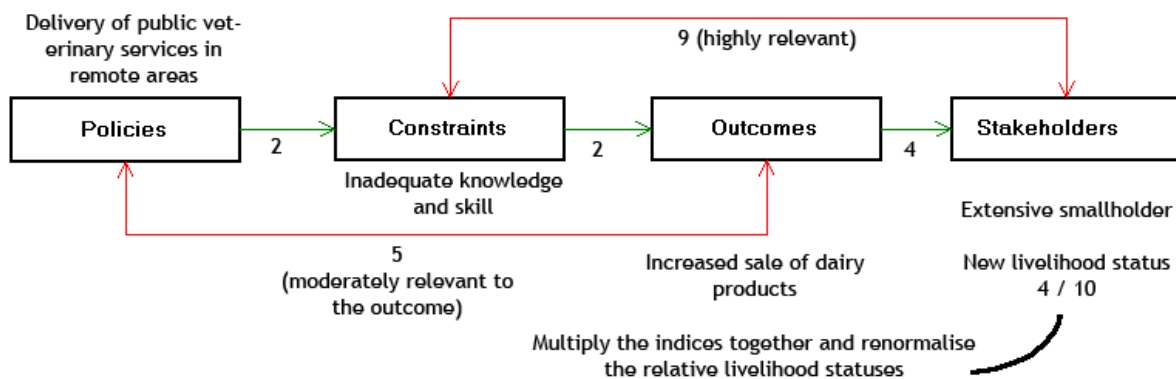 Delivery of public vet-
erinary services in
remote areas
9 (highly relevant)
Policies
Constraints
Outcomes
Stakeholders
2
2
4
Inadequate knowledge
and skill
Extensive smallholder
5
(moderately relevant to
the outcome)
Increased sale of dairy
products
New livelihood status
4 / 10
Multiply the indices together and renormalise
the relative livelihood statuses